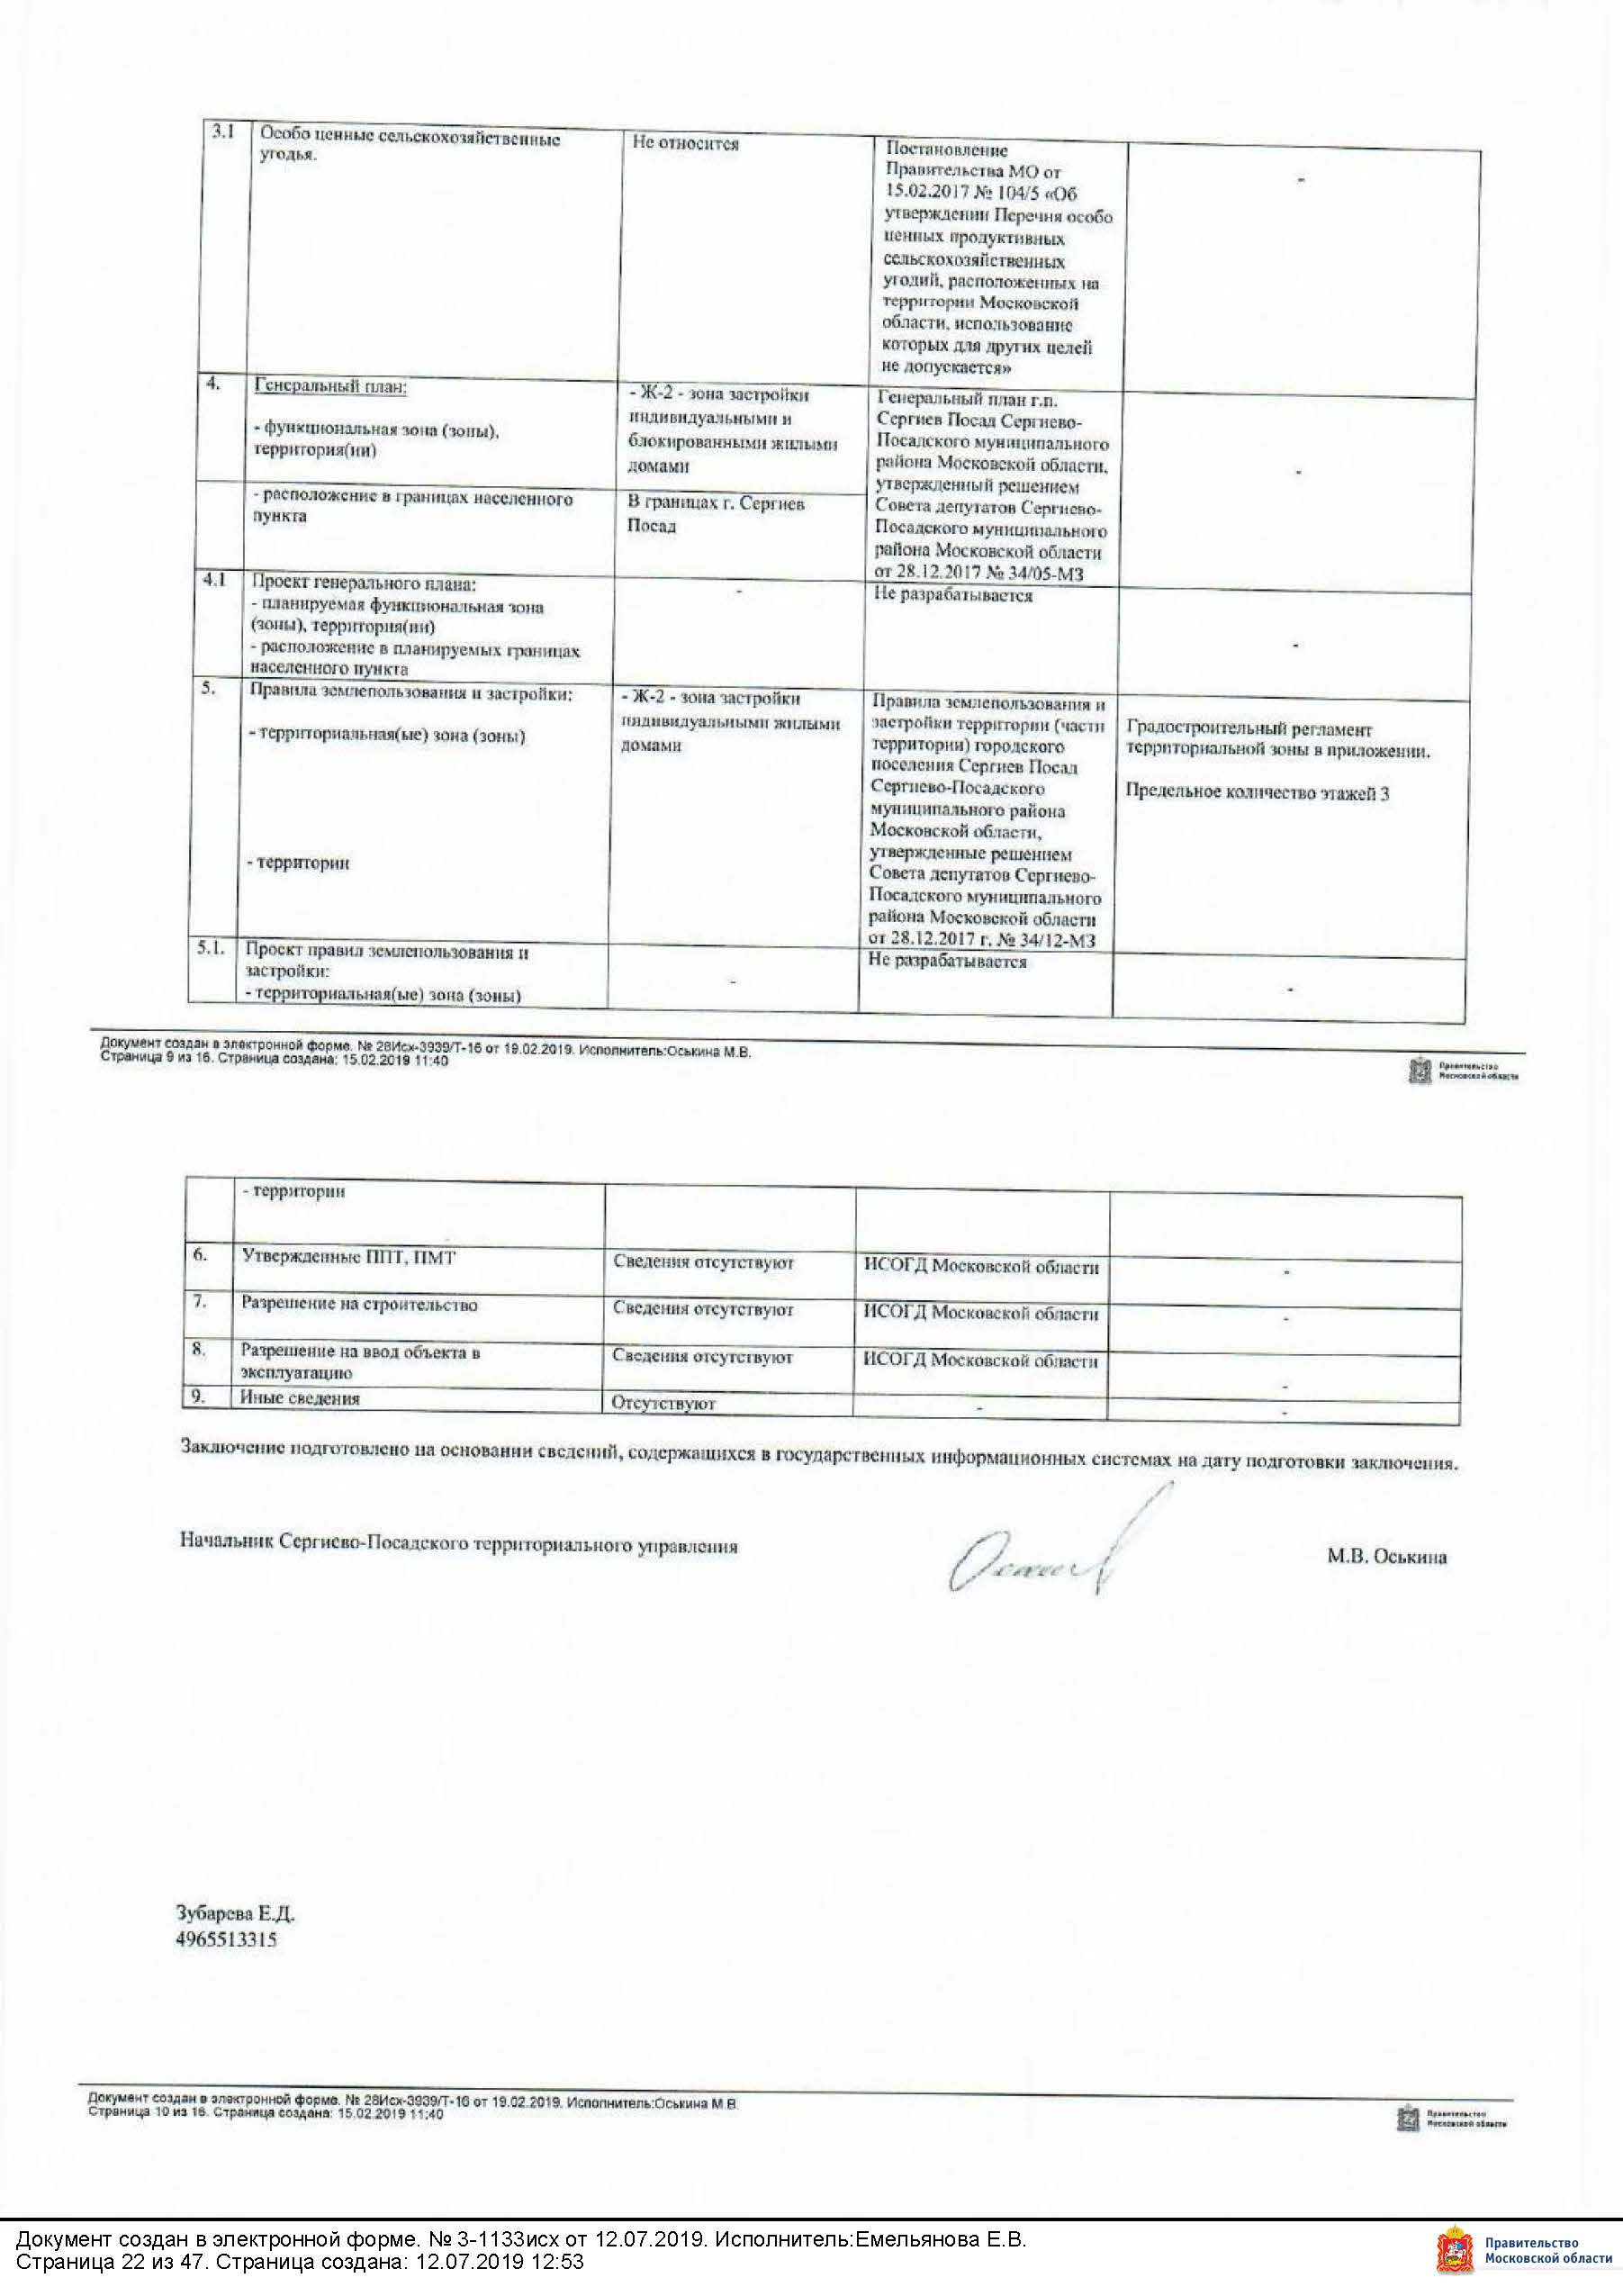 3.1
Особо ценные сельскохозяйственные
угодья.
Не относится
Постановление
Правительства МО от
15.02.2017 № 104/5 «Об
утверждении Перечня особо
ценных продуктивных
сельскохозяйственных
угодий, расположенных на
территории Московской
области, использование
которых для других целей
не допускается»
-
4.
Генеральный план:
- функциональная зона (зоны),
территория(ии)
- Ж-2 - зона застройки
индивидуальными и
блокированными жилыми
домами
Генеральный план г.п.
Сергиев Посад Сергиево-
Посадского муниципального
района Московской области,
утвержденный решением
Совета депутатов Сергиево-
Посадского муниципального
района Московской области
от 28.12.2017 № 34/05-МЗ
-
- расположение в границах населенного
пункта
В границах г. Сергиев
Посад
4.1
Проект генерального плана:
- планируемая функциональная зона
(зоны), территория(ии)
- расположение в планируемых границах
населенного пункта
-
Не разрабатывается
-
5.
Правила землепользования и застройки:
- территориальная(ые) зона (зоны)
- территории
- Ж-2 - зона застройки
индивидуальными жилыми
домами
Правила землепользования и
застройки территории (части
территории) городского
поселения Сергиев Посад
Сергиево-Посадского
муниципального района
Московской области,
утвержденные решением
Совета депутатов Сергиево-
Посадского муниципального
района Московской области
от 28.12.2017 г. № 34/12-МЗ
Градостроительный регламент
территориальной зоны в приложении.
Предельное количество этажей 3
5.1.
Проект правил землепользования и
застройки:
- территориальная(ые) зона (зоны)
-
Не разрабатывается
-
Документ создан в электронной форме. № 28Исх-3939/Т-16 от 19.02.2019. Исполнитель:Оськина М.В.
Страница 9 из 16. Страница создана: 15.02.2019 11:40
Правительство
Московской области
- территории
6.
Утвержденные ППТ, ПМТ
Сведения отсутствуют
ИСОГД Московской области
-
7.
Разрешение на строительство
Сведения отсутствуют
ИСОГД Московской области
-
8.
Разрешение на ввод объекта в
эксплуатацию
Сведения отсутствуют
ИСОГД Московской области
-
9.
Иные сведения
Отсутствуют
-
-
Заключение подготовлено на основании сведений, содержащихся в государственных информационных системах на дату подготовки заключения.
Начальник Сергиево-Посадского территориального управления
М.В. Оськина
Зубарева Е.Д.
4965513315
Документ создан в электронной форме. № 28Исх-3939/Т-16 от 19.02.2019. Исполнитель:Оськина М.В.
Страница 10 из 16. Страница создана: 15.02.2019 11:40
Правительство
Московской области
Документ создан в электронной форме. № 3-1133исх от 12.07.2019. Исполнитель:Емельянова Е.В.
Страница 22 из 47. Страница создана: 12.07.2019 12:53
Правительство
Московской области